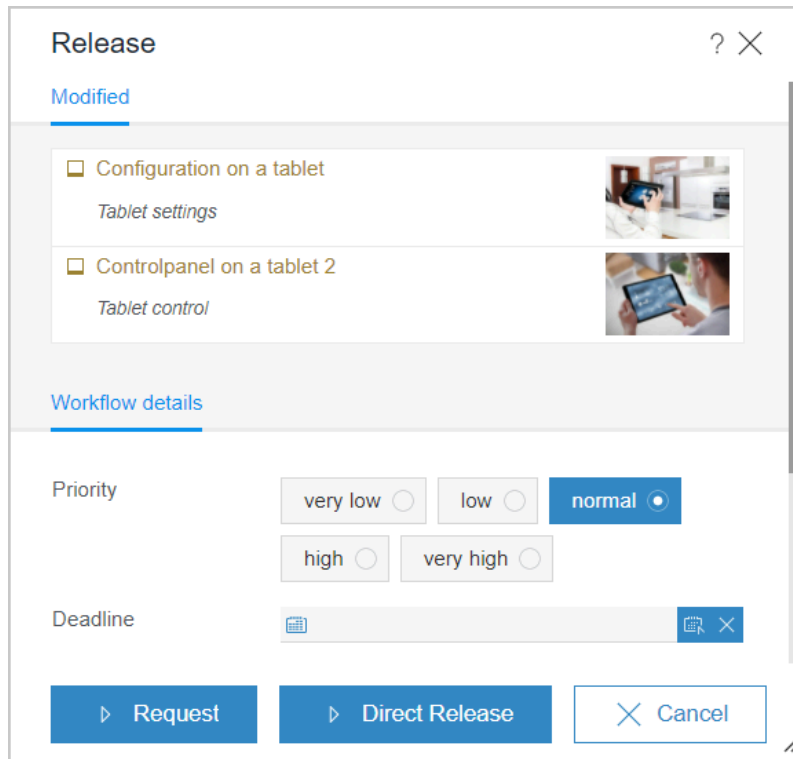 Release ?
Modified
Configuration on a tablet
Tablet settings
Controlpanel on a tablet 2
Tablet control
Workflow details
Priority very low low normal
high very high
Deadline
Request Direct Release Cancel